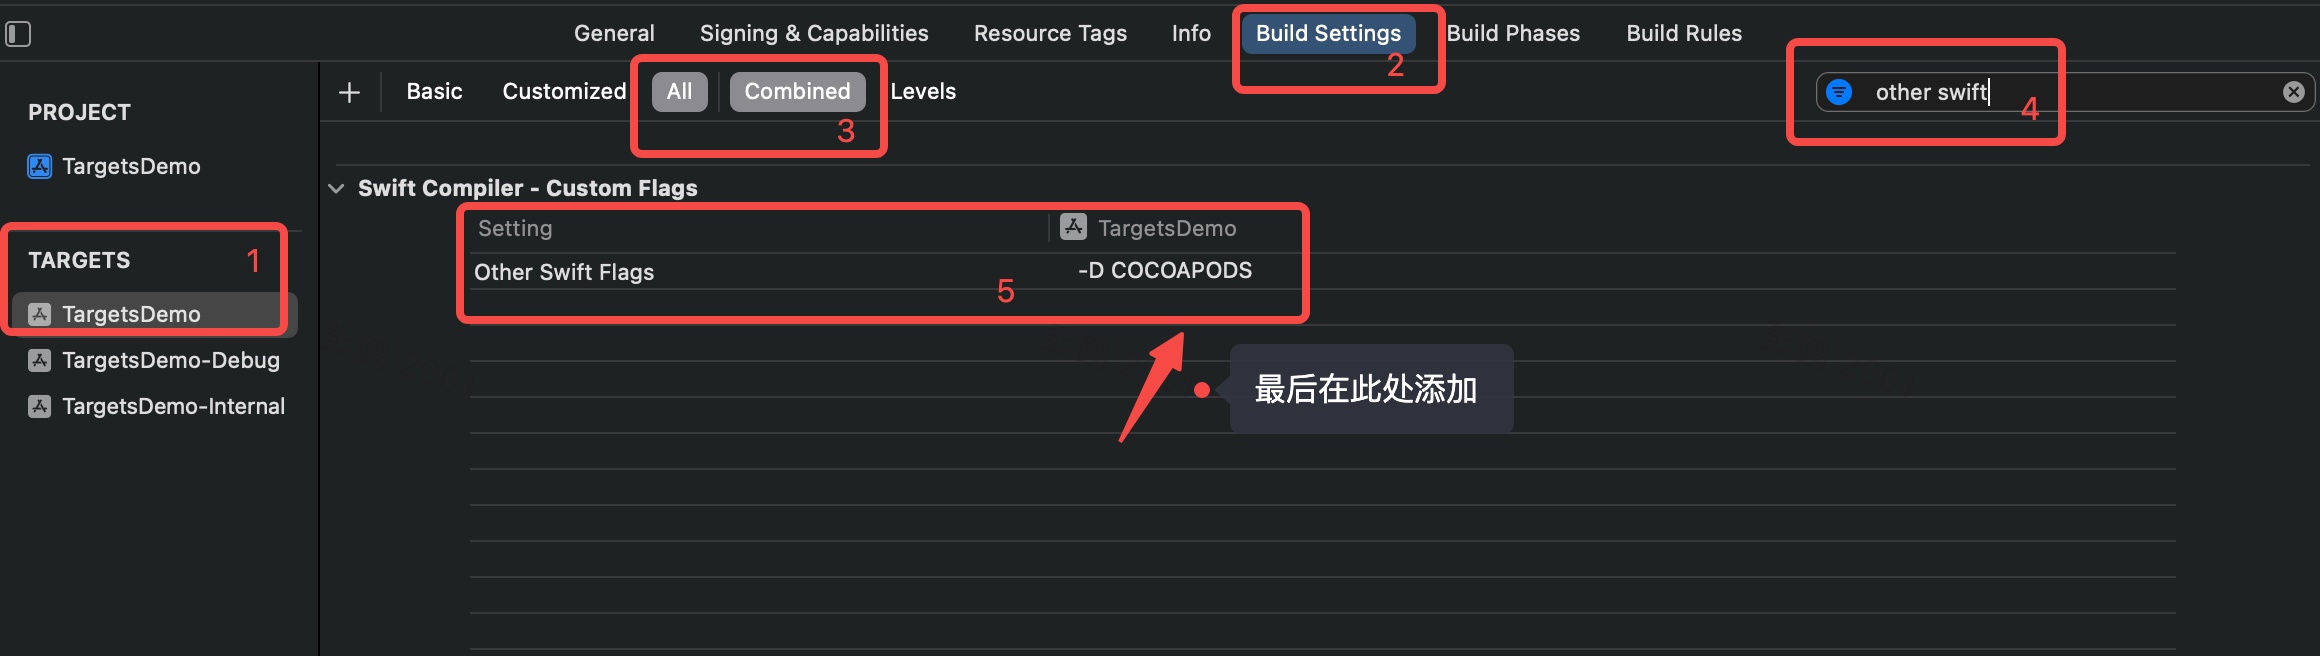 General Signing & Capabilities Resource Tags Info Build Settings Build Phases Build Rules
2
Basic Customized All Combined Levels
3
other swift
4
PROJECT
TargetsDemo
TARGETS
1
TargetsDemo
TargetsDemo-Debug
TargetsDemo-Internal
Swift Compiler - Custom Flags
Setting TargetsDemo
Other Swift Flags -D COCOAPODS
5
最后在此处添加